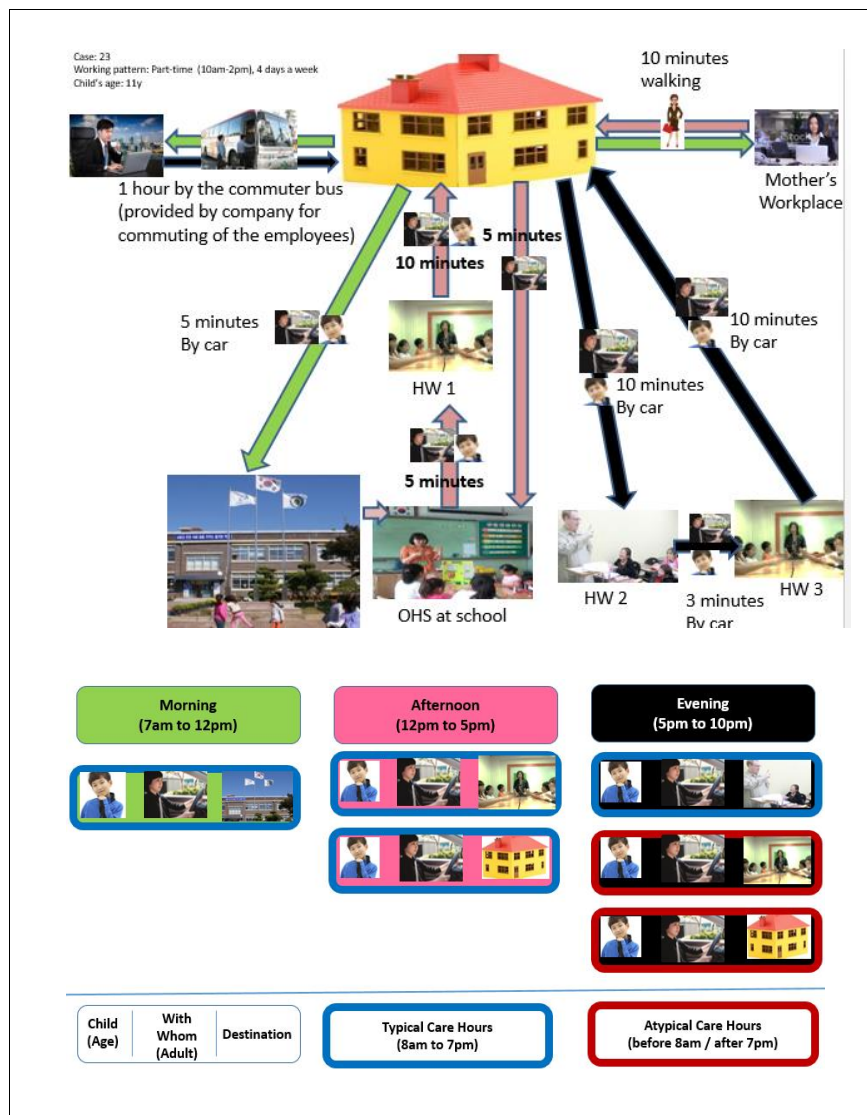 Case: 23
Working pattern: Part-time (10am-2pm), 4 days a week
Child's age: 11y
10 minutes
walking
Mother's
Workplace
1 hour by the commuter bus
(provided by company for
commuting of the employees)
5 minutes
10 minutes
5 minutes
By car
10 minutes
By car
HW 1
10 minutes
By car
5 minutes
OHS at school
HW 2
HW 3
3 minutes
By car
Morning
(7am to 12pm)
Afternoon
(12pm to 5pm)
Evening
(5pm to 10pm)
Child
(Age)
With
Whom
(Adult)
Destination
Typical Care Hours
(8am to 7pm)
Atypical Care Hours
(before 8am / after 7pm)